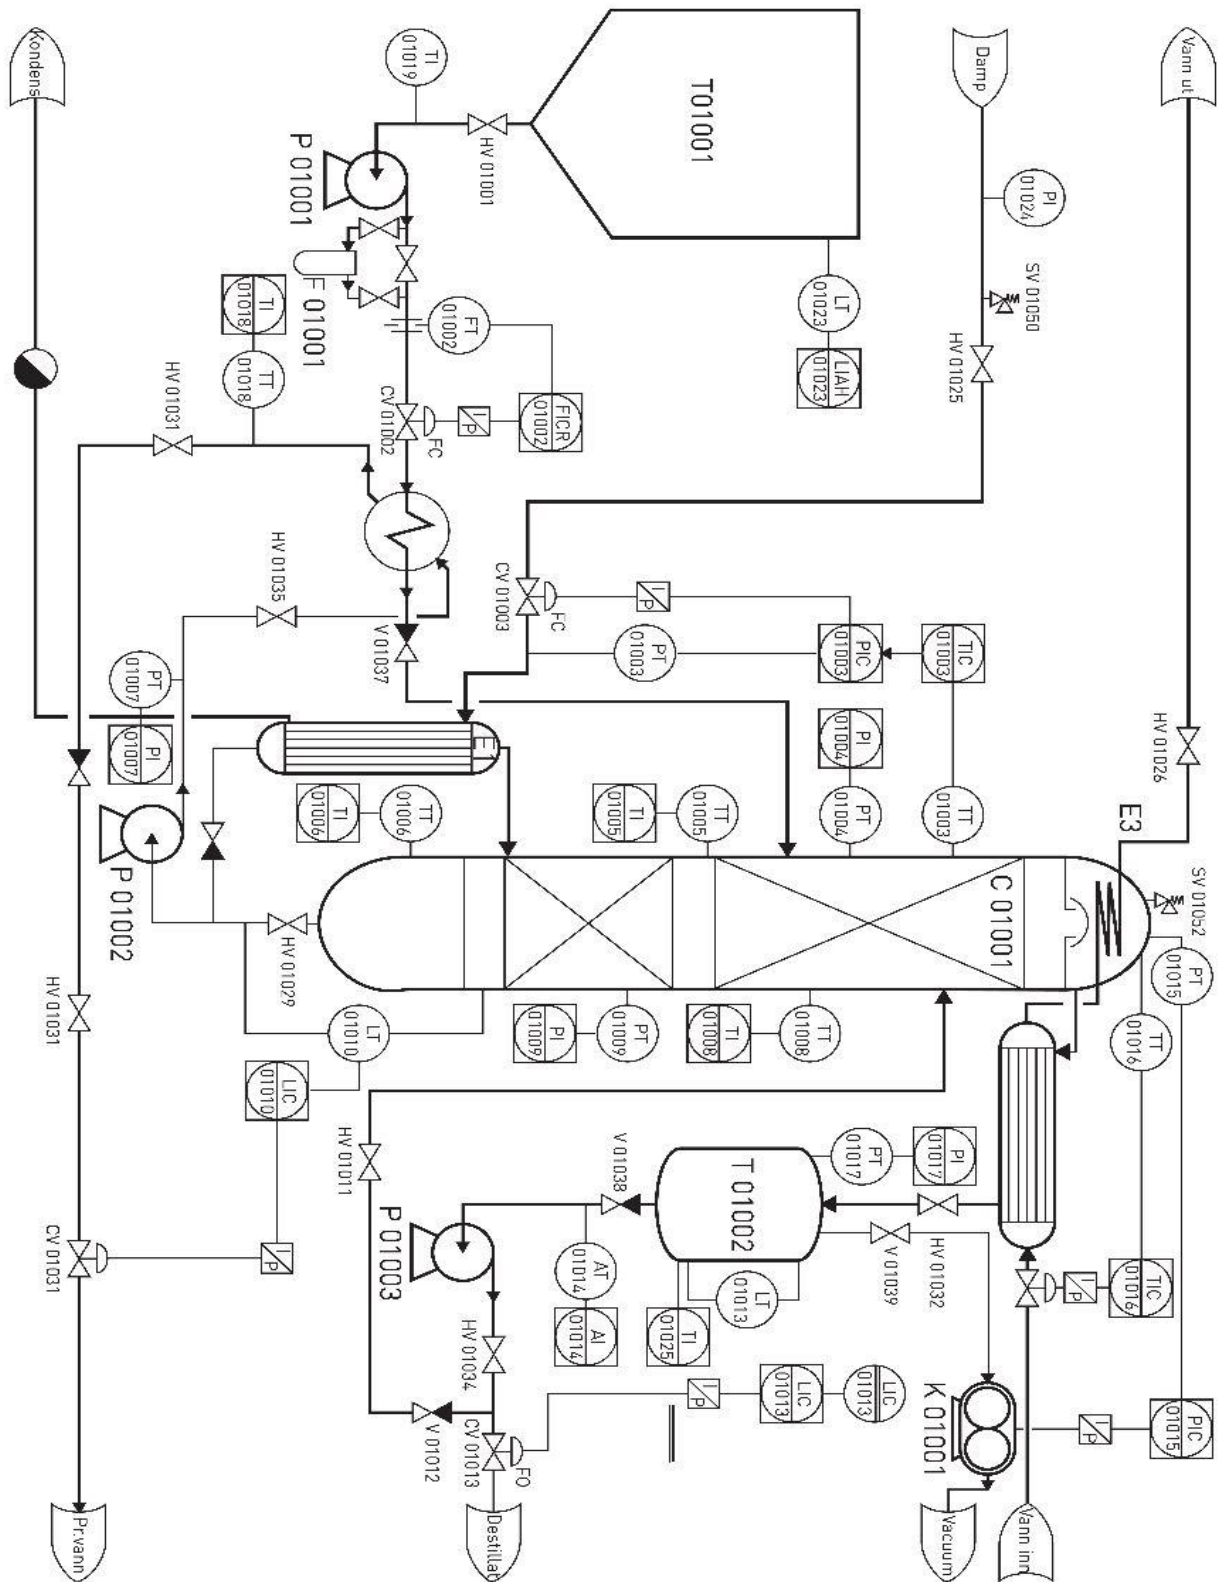 Kondens
Damp
Vann ut
TI
01019
T01001
HV 01001
P 01001
PI
01024
SV 01050
HV 01025
LT
01023
LIAH
01023
F 01001
TI
01018
TT
01018
FT
01002
FICR
01002
I/P
FC
CV 01002
HV 01031
HV 01035
V 01037
CV 01003
FC
I/P
PT
01003
PIC
01003
TIC
01003
PT
01007
PI
01007
PI
01004
PT
01004
TT
01003
HV 01026
E3
TI
01006
TT
01006
TI
01005
TT
01005
P 01002
C 01001
SV 01052
HV 01029
HV 01031
LT
01010
LIC
01010
PI
01009
PT
01009
TI
01008
TT
01008
TT
01016
PT
01015
HV 01011
V 01038
T 01002
PT
01017
PI
01017
CV 01031
I/P
P 01003
AT
01014
AI
01014
LT
01013
TI
01025
V 01039
HV 01032
I/P
TIC
01016
HV 01034
V 01012
CV 01013
FO
I/P
LIC
01013
LIC
01013
K 01001
I/P
PIC
01015
Pr.vann
Destillat
Vacuum
Vann inn